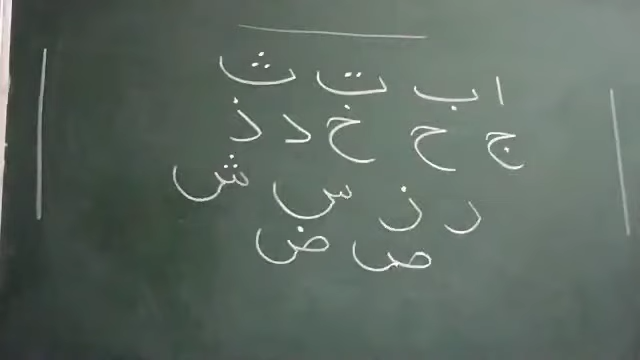 ا ب ت ث
ج ح خ د ذ
ر ز س ش
ص ض